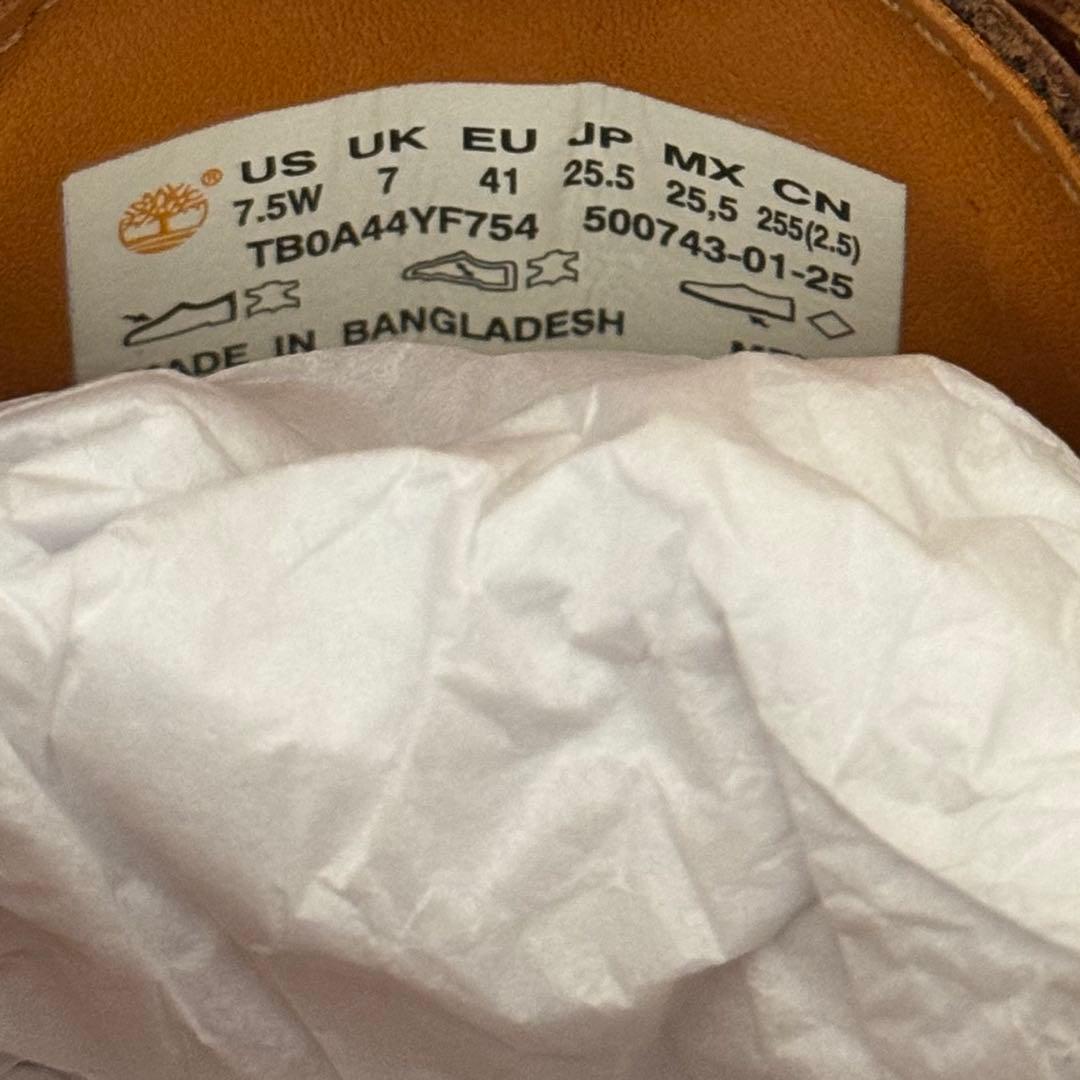 US UK EU JP MX CN
7.5W 7 41 25.5 25,5 255(2.5)
TB0A44YF754 500743-01-25
MADE IN BANGLADESH